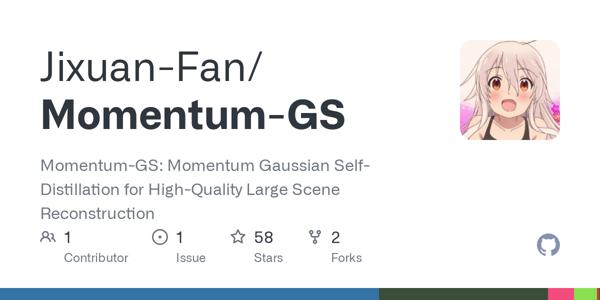 Jixuan-Fan/
Momentum-GS
Momentum-GS: Momentum Gaussian Self-
Distillation for High-Quality Large Scene
Reconstruction
1 1 58 2
Contributor Issue Stars Forks